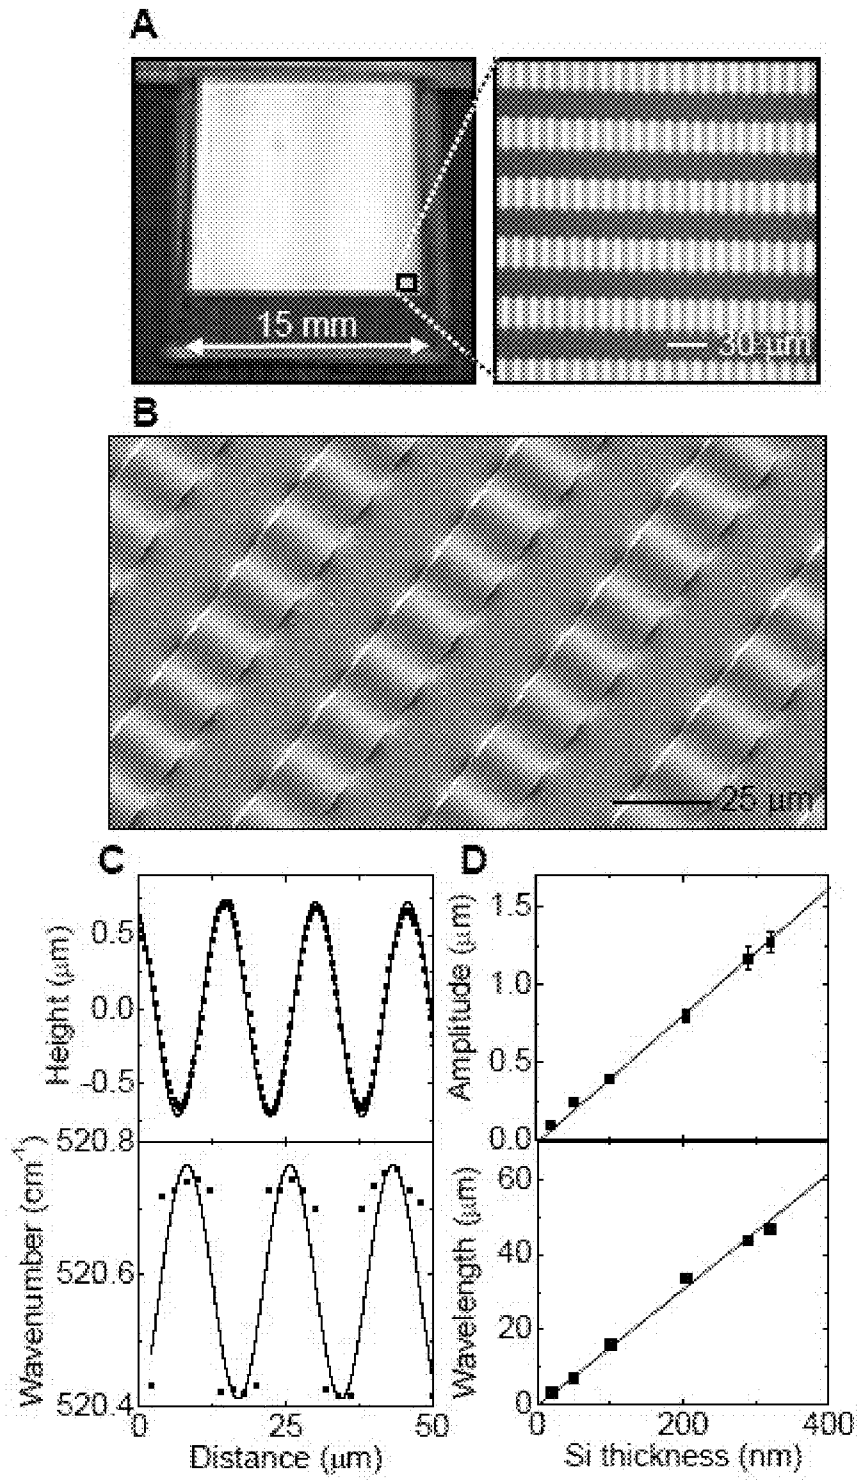 A
15 mm
30 μm
B
25 μm
C
D
Height (μm)
0.5
0.0
-0.5
Wavenumber (cm-1)
520.8
520.6
520.4
0 25 50
Distance (μm)
Amplitude (μm)
1.5
1.0
0.5
0.0
Wavelength (μm)
60
40
20
0
0 200 400
Si thickness (nm)